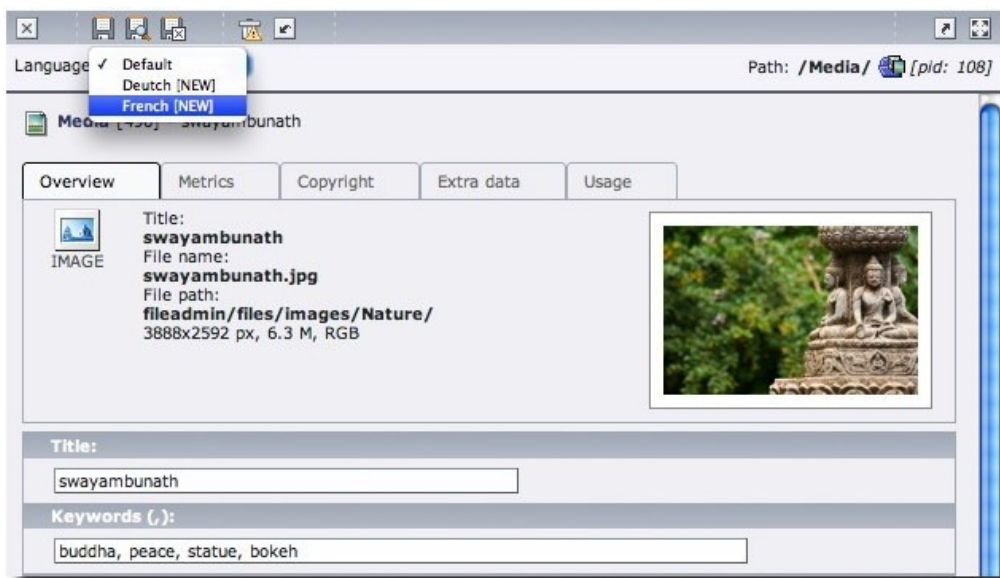 Language
✓ Default
Deutch [NEW]
French [NEW]
Path: /Media/ [pid: 108]
Media [496] swayambunath
Overview
Metrics
Copyright
Extra data
Usage
IMAGE
Title:
swayambunath
File name:
swayambunath.jpg
File path:
fileadmin/files/images/Nature/
3888x2592 px, 6.3 M, RGB
Title:
swayambunath
Keywords (,):
buddha, peace, statue, bokeh